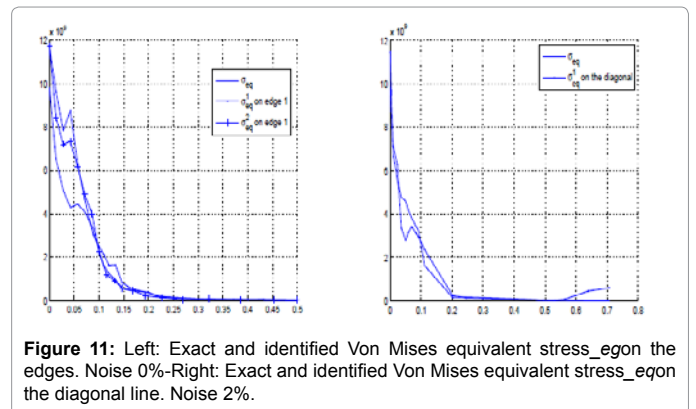 x 10⁹
12
10
8
6
4
2
0
0 0.05 0.1 0.15 0.2 0.25 0.3 0.35 0.4 0.45 0.5
σeq
σ¹eq on edge 1
σ²eq on edge 1
x 10⁹
12
10
8
6
4
2
0
0 0.1 0.2 0.3 0.4 0.5 0.6 0.7 0.8
σeq
σ¹eq on the diagonal
Figure 11: Left: Exact and identified Von Mises equivalent stress_egon the
edges. Noise 0%-Right: Exact and identified Von Mises equivalent stress_eqon
the diagonal line. Noise 2%.